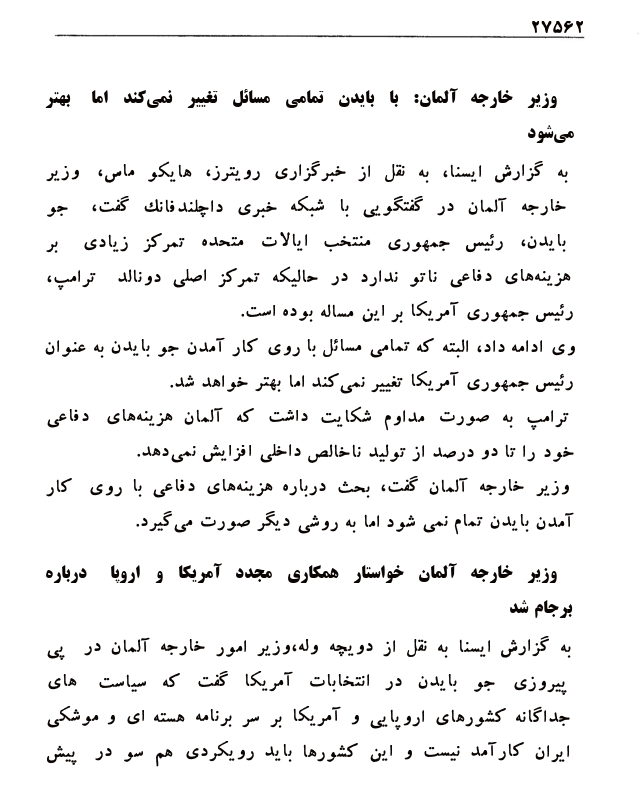 ۲۷۵۶۲
وزیر خارجه آلمان: با بایدن تمامی مسائل تغییر نمی‌کند اما بهتر
می‌شود
به گزارش ایسنا، به نقل از خبرگزاری رویترز، هایکو ماس، وزیر
خارجه آلمان در گفتگویی با شبکه خبری داچلندفانك گفت، جو
بایدن، رئیس جمهوری منتخب ایالات متحده تمرکز زیادی بر
هزینه‌های دفاعی ناتو ندارد در حالیکه تمرکز اصلی دونالد ترامپ،
رئیس جمهوری آمریکا بر این مساله بوده است.
وی ادامه داد، البته که تمامی مسائل با روی کار آمدن جو بایدن به عنوان
رئیس جمهوری آمریکا تغییر نمی‌کند اما بهتر خواهد شد.
ترامپ به صورت مداوم شکایت داشت که آلمان هزینه‌های دفاعی
خود را تا دو درصد از تولید ناخالص داخلی افزایش نمی‌دهد.
وزیر خارجه آلمان گفت، بحث درباره هزینه‌های دفاعی با روی کار
آمدن بایدن تمام نمی شود اما به روشی دیگر صورت می‌گیرد.
وزیر خارجه آلمان خواستار همکاری مجدد آمریکا و اروپا درباره
برجام شد
به گزارش ایسنا به نقل از دویچه وله،وزیر امور خارجه آلمان در پی
پیروزی جو بایدن در انتخابات آمریکا گفت که سیاست های
جداگانه کشورهای اروپایی و آمریکا بر سر برنامه هسته ای و موشکی
ایران کارآمد نیست و این کشورها باید رویکردی هم سو در پیش